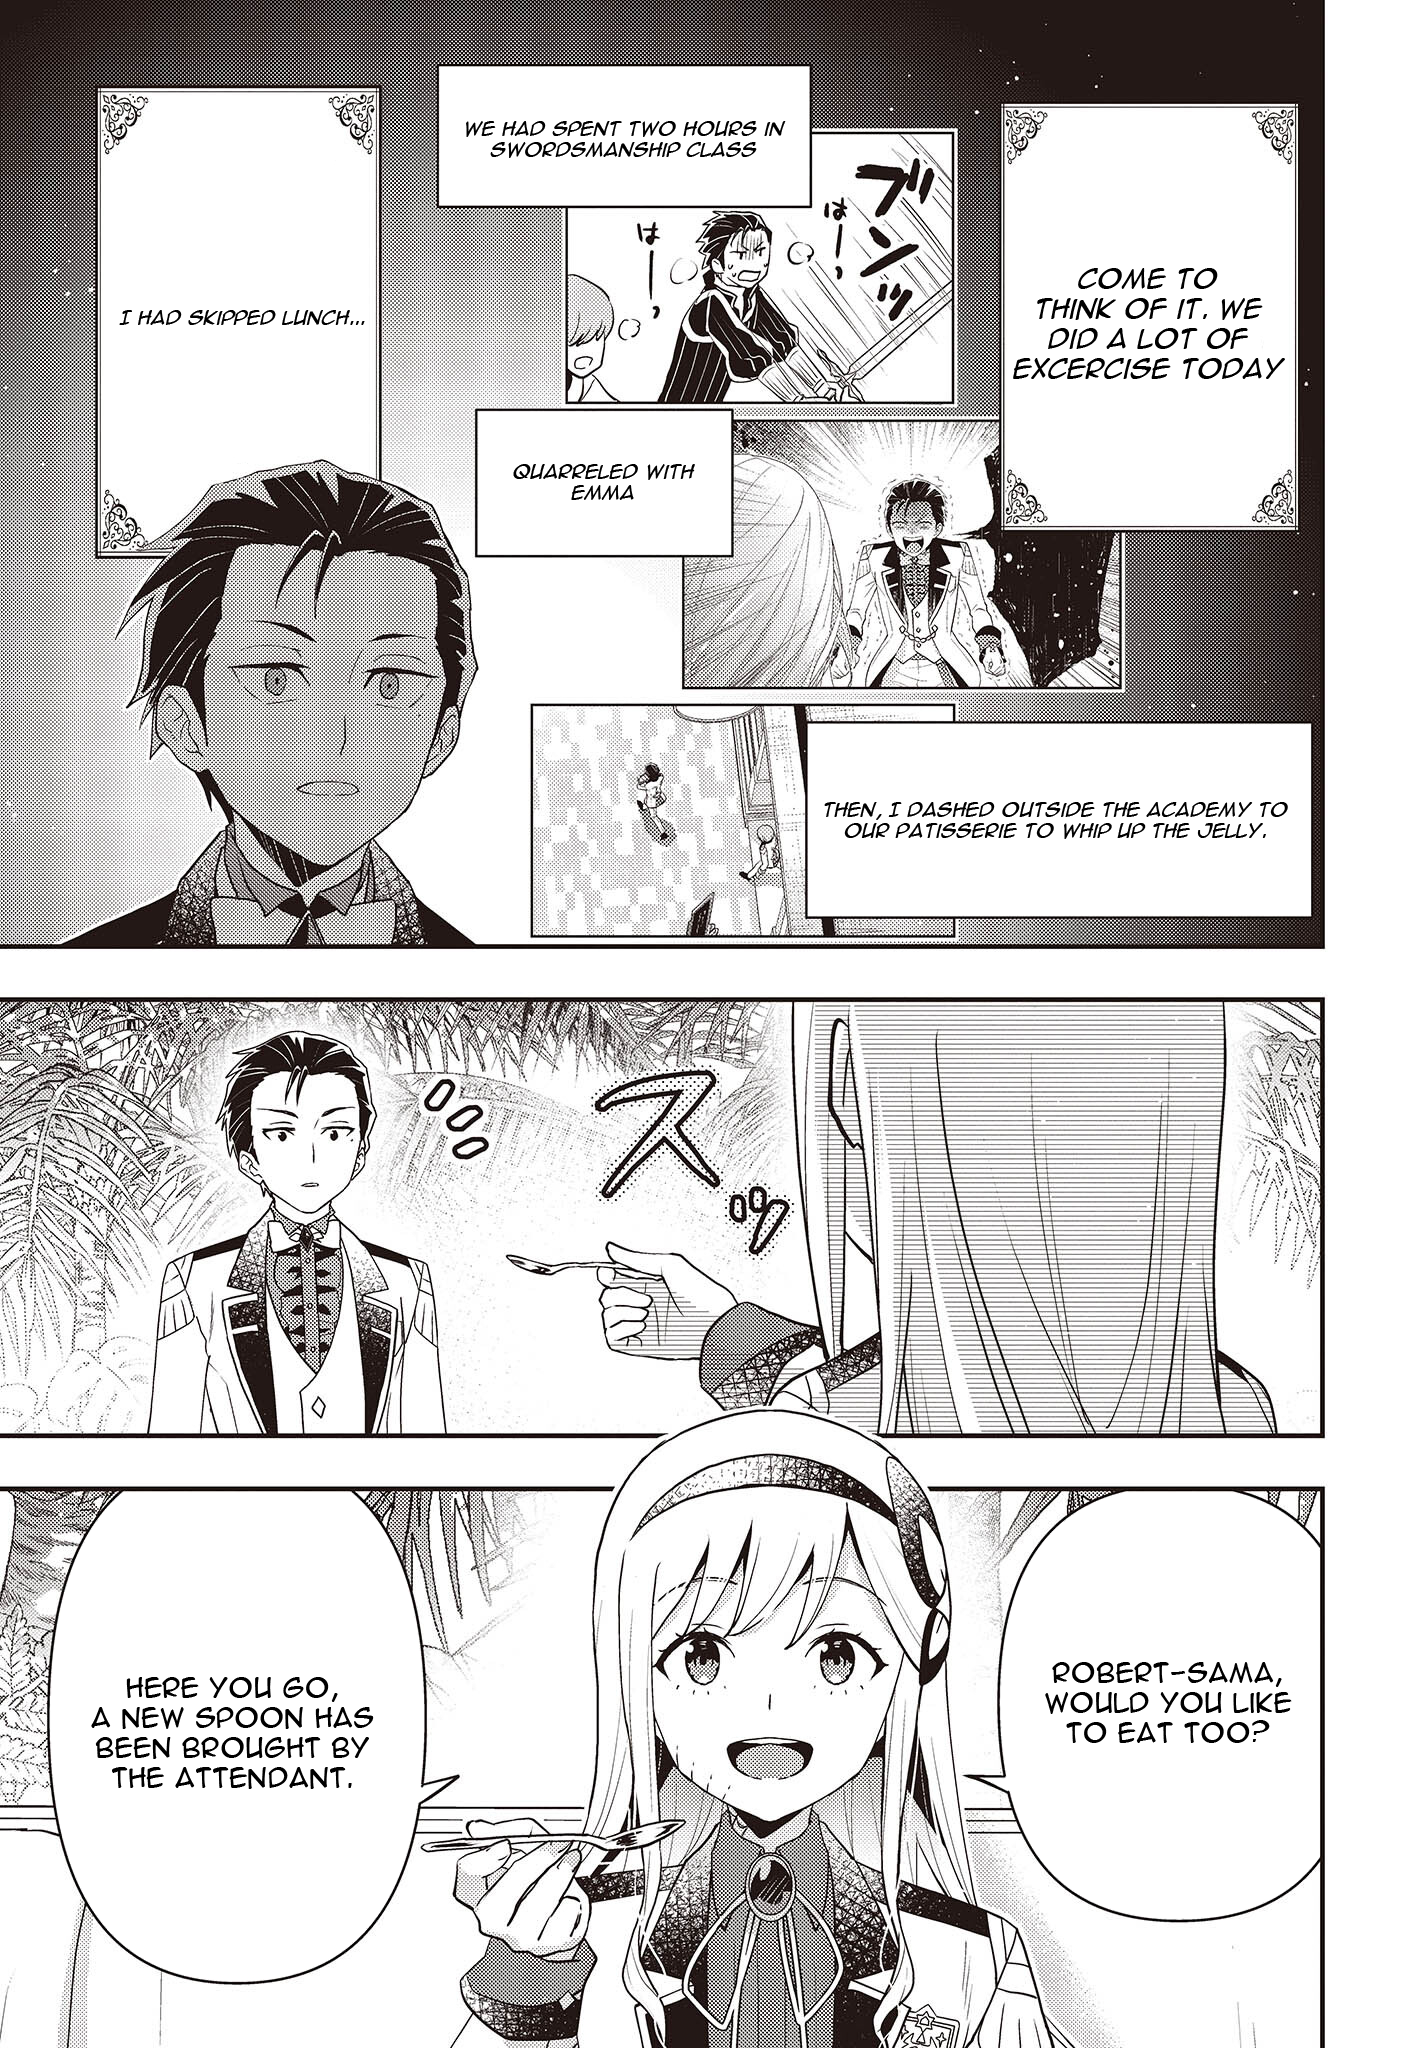 COME TO
THINK OF IT. WE
DID A LOT OF
EXCERCISE TODAY
WE HAD SPENT TWO HOURS IN
SWORDSMANSHIP CLASS
ブンッ
はーっ
はーっ
QUARRELED WITH
EMMA
THEN, I DASHED OUTSIDE THE ACADEMY TO
OUR PATISSERIE TO WHIP UP THE JELLY.
I HAD SKIPPED LUNCH...
スッ
ROBERT-SAMA,
WOULD YOU LIKE
TO EAT TOO?
HERE YOU GO,
A NEW SPOON HAS
BEEN BROUGHT BY
THE ATTENDANT.